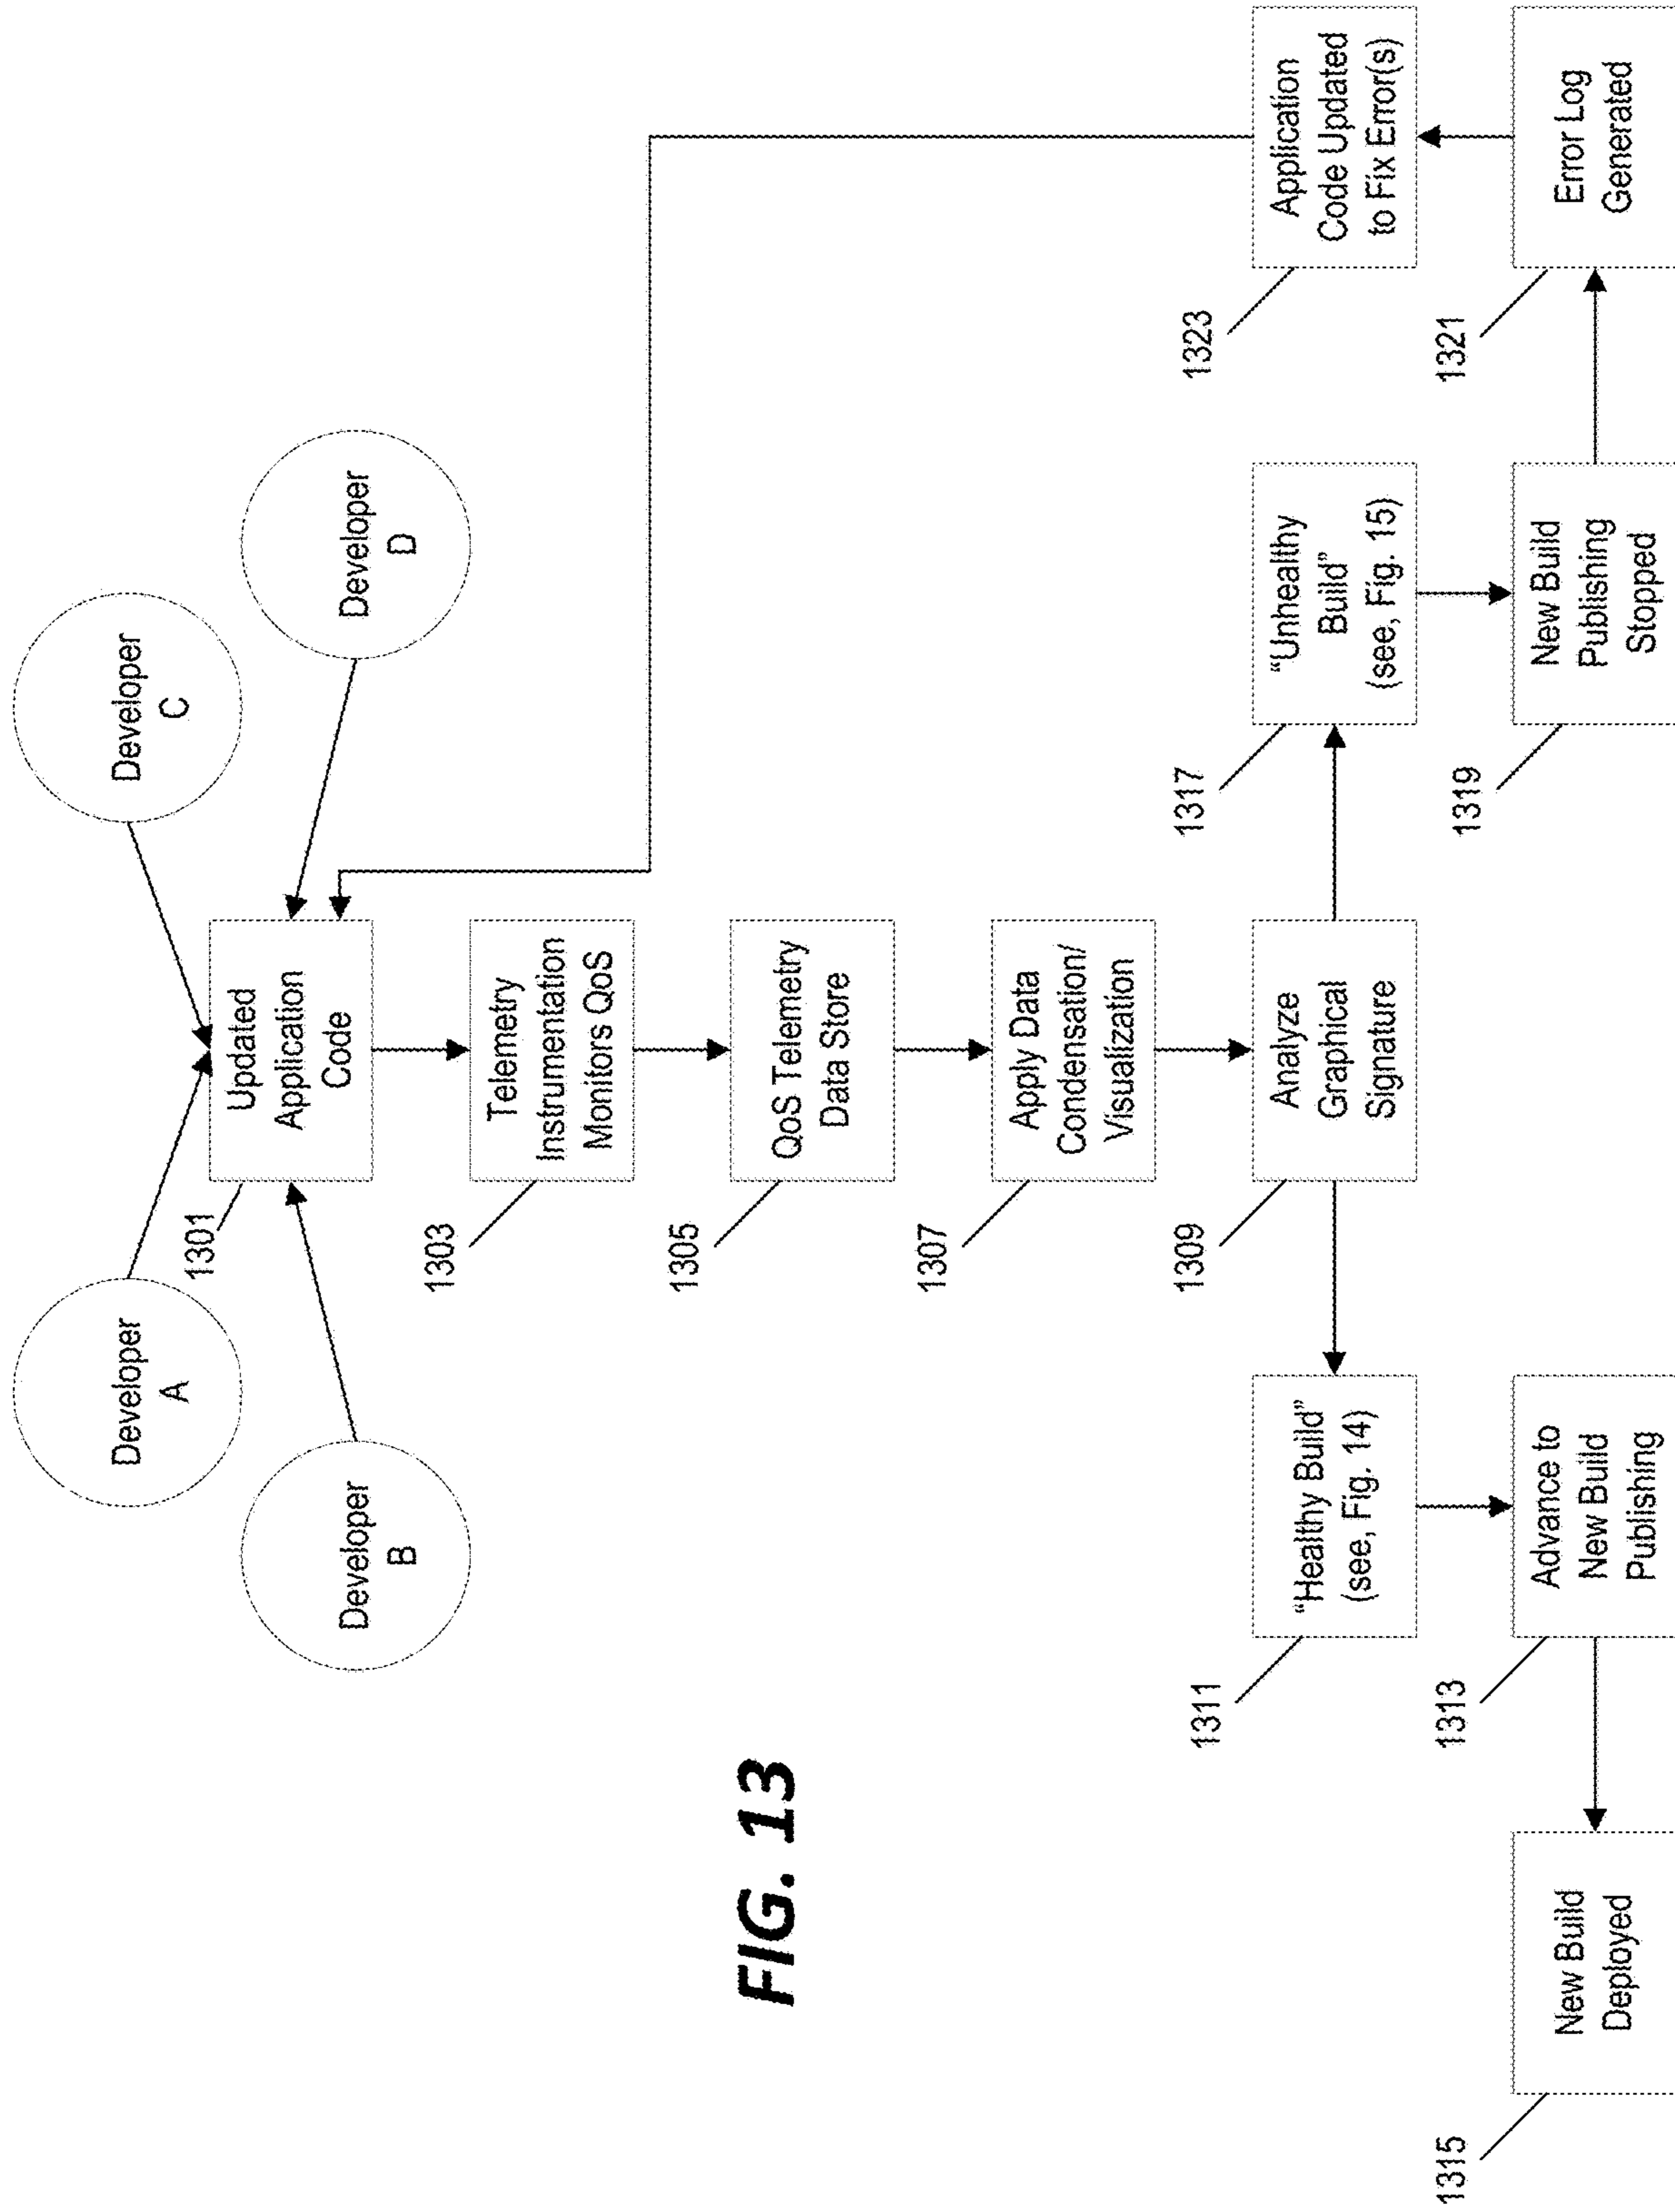 Developer
A
Developer
C
Developer
B
Developer
D
1301
Updated
Application
Code
1303
Telemetry
Instrumentation
Monitors QoS
1305
QoS Telemetry
Data Store
1307
Apply Data
Condensation/
Visualization
1309
Analyze
Graphical
Signature
1311
“Healthy Build”
(see, Fig. 14)
1313
Advance to
New Build
Publishing
1315
New Build
Deployed
1317
“Unhealthy
Build”
(see, Fig. 15)
1319
New Build
Publishing
Stopped
1321
Error Log
Generated
1323
Application
Code Updated
to Fix Error(s)
FIG. 13